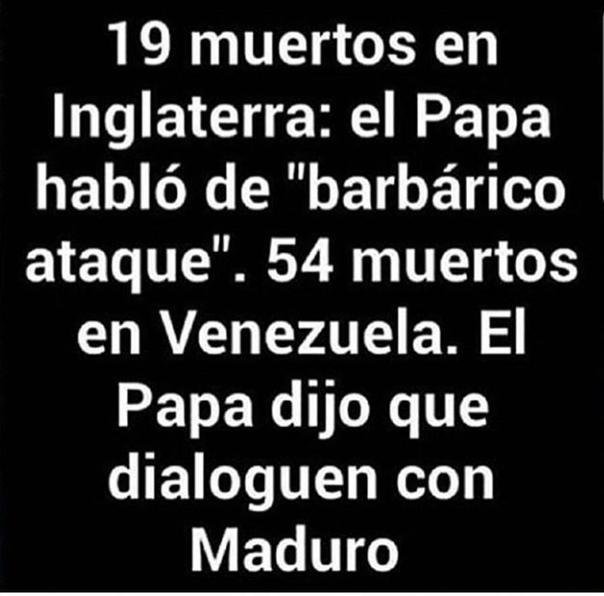 19 muertos en
Inglaterra: el Papa
habló de "barbárico
ataque". 54 muertos
en Venezuela. El
Papa dijo que
dialoguen con
Maduro